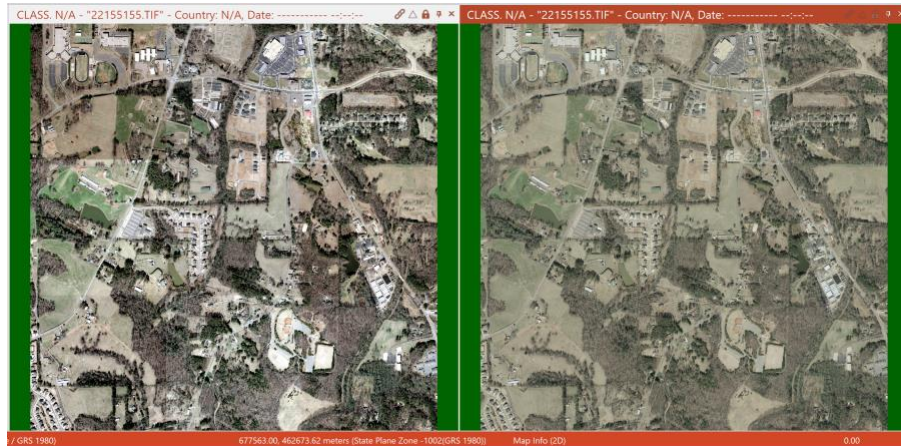 CLASS. N/A - "22155155.TIF" - Country: N/A, Date: ----------- --:--:--
CLASS. N/A - "22155155.TIF" - Country: N/A, Date: ----------- --:--:--
/ GRS 1980) 677563.00, 462673.62 meters (State Plane Zone -1002(GRS 1980)) Map Info (2D) 0.00